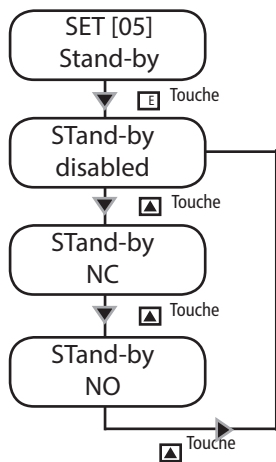 SET [05]
Stand-by
E Touche
STand-by
disabled
Touche
STand-by
NC
Touche
STand-by
NO
Touche